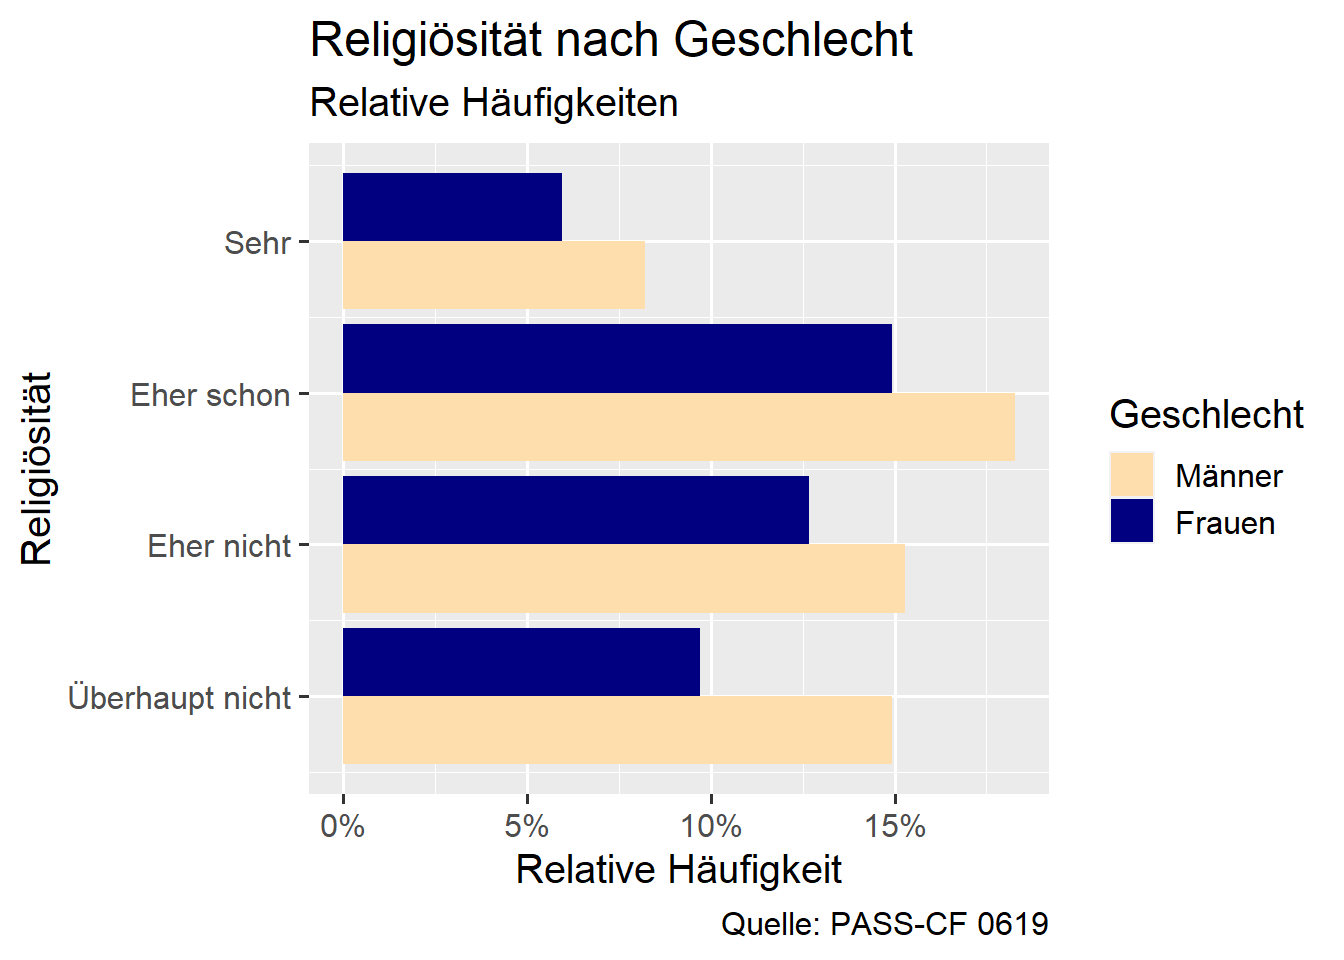 Religiösität nach Geschlecht
Relative Häufigkeiten
Religiösität
Sehr
Eher schon
Eher nicht
Überhaupt nicht
0% 5% 10% 15%
Relative Häufigkeit
Geschlecht
Männer
Frauen
Quelle: PASS-CF 0619